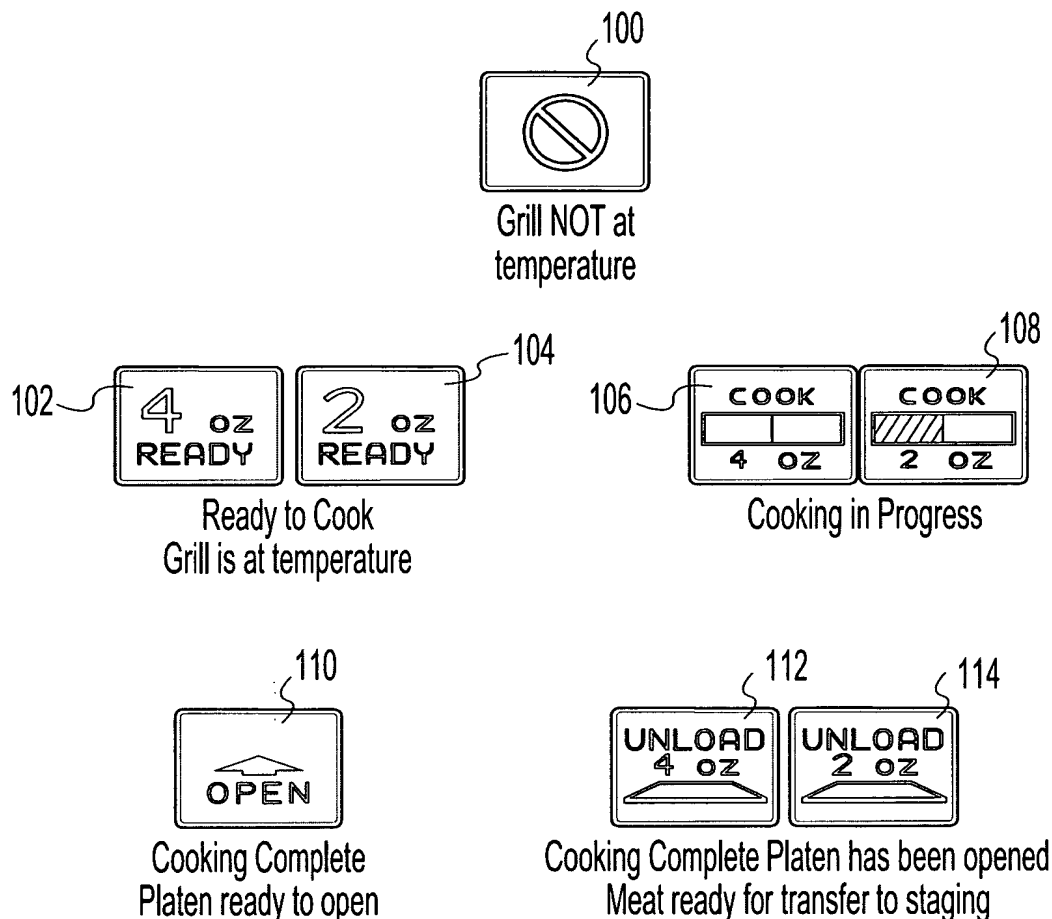 100
Grill NOT at
temperature
102
4 OZ
READY
104
2 OZ
READY
Ready to Cook
Grill is at temperature
106
COOK
4 OZ
108
COOK
2 OZ
Cooking in Progress
110
OPEN
Cooking Complete
Platen ready to open
112
UNLOAD
4 OZ
114
UNLOAD
2 OZ
Cooking Complete Platen has been opened
Meat ready for transfer to staging